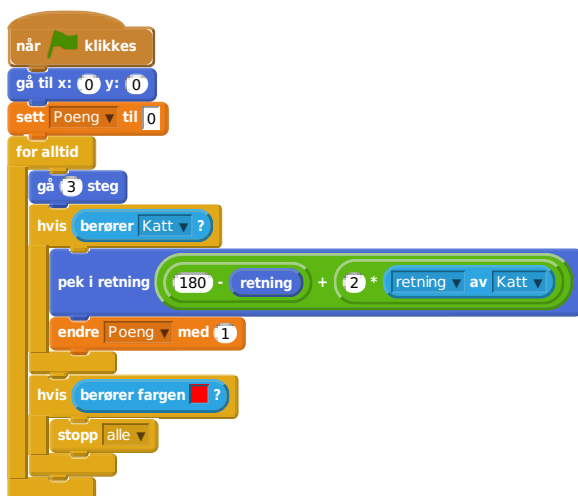 når klikkes
gå til x: 0 y: 0
sett Poeng til 0
for alltid
gå 3 steg
hvis berører Katt ?
pek i retning 180 - retning + 2 * retning av Katt
endre Poeng med 1
hvis berører fargen ?
stopp alle